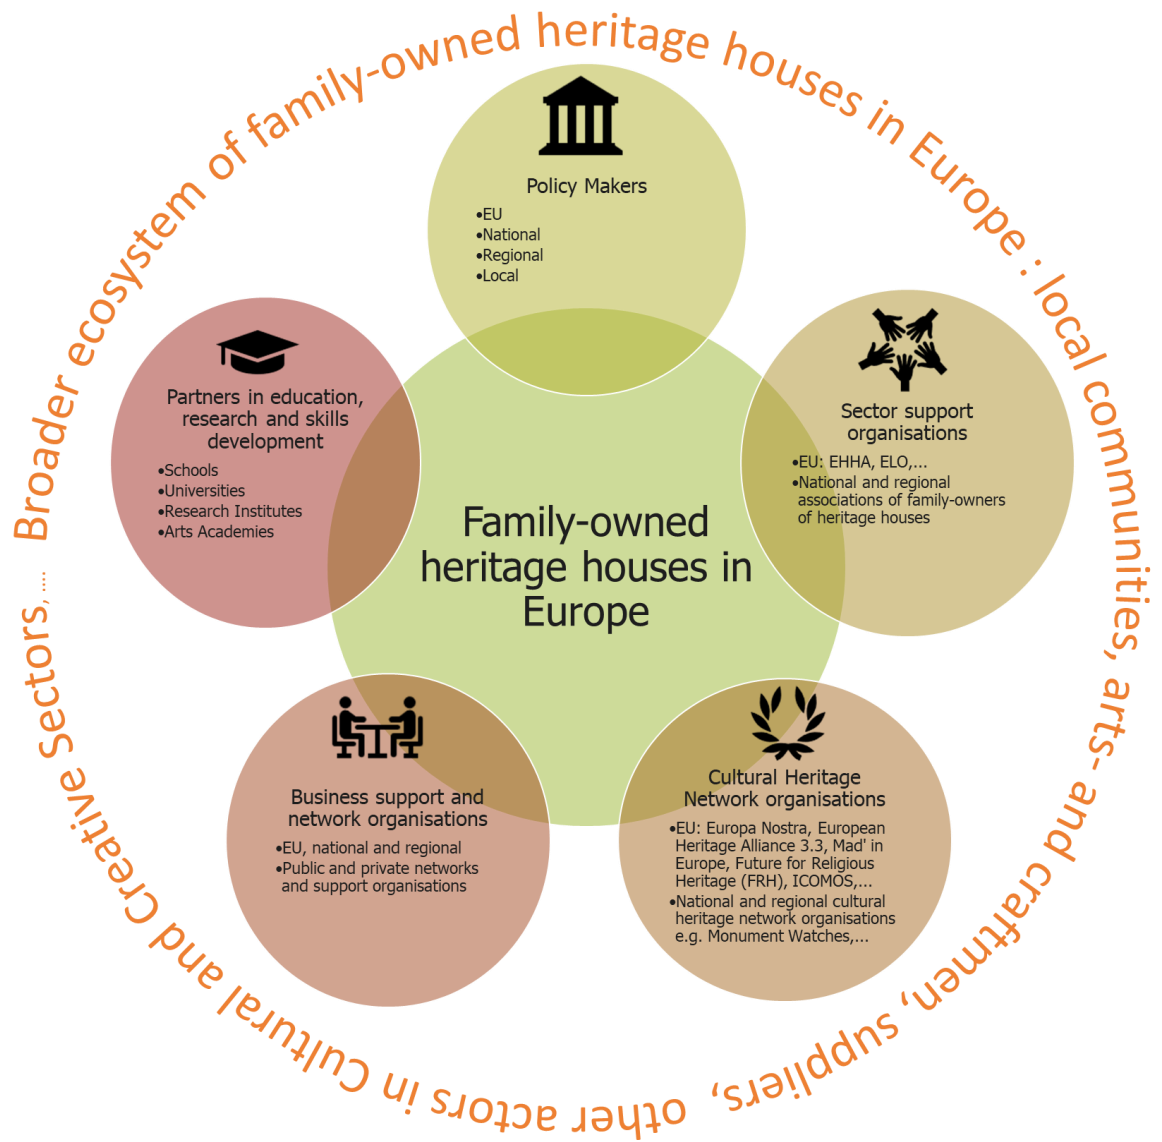 Broader ecosystem of family-owned heritage houses in Europe : local communities, arts- and craftmen, suppliers, other actors in Cultural and Creative Sectors, .....
Policy Makers
•EU
•National
•Regional
•Local
Sector support
organisations
•EU: EHHA, ELO,...
•National and regional
associations of family-owners
of heritage houses
Partners in education,
research and skills
development
•Schools
•Universities
•Research Institutes
•Arts Academies
Family-owned
heritage houses in
Europe
Business support and
network organisations
•EU, national and regional
•Public and private networks
and support organisations
Cultural Heritage
Network organisations
•EU: Europa Nostra, European
Heritage Alliance 3.3, Mad' in
Europe, Future for Religious
Heritage (FRH), ICOMOS,...
•National and regional cultural
heritage network organisations
e.g. Monument Watches,...